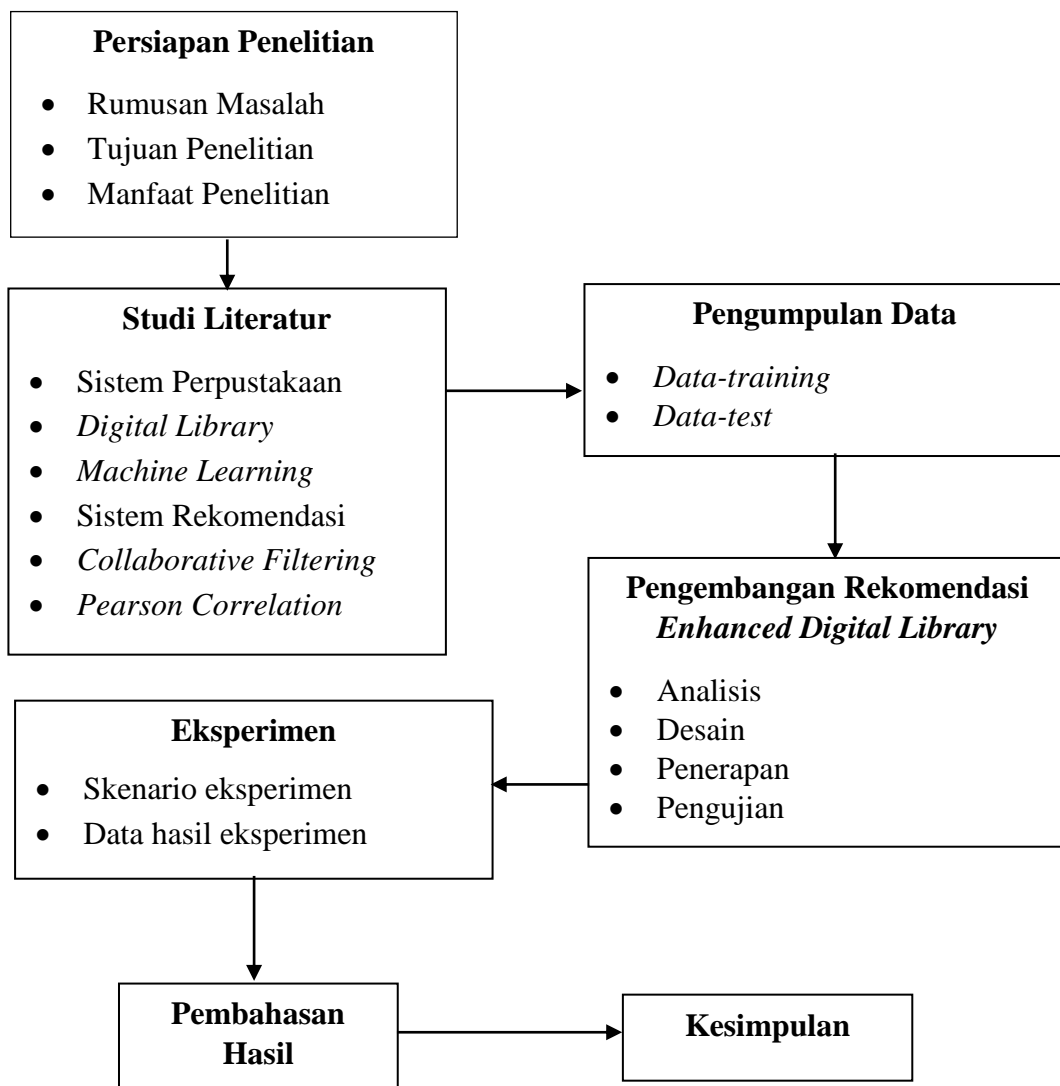 Persiapan Penelitian
• Rumusan Masalah
• Tujuan Penelitian
• Manfaat Penelitian
Studi Literatur
• Sistem Perpustakaan
• Digital Library
• Machine Learning
• Sistem Rekomendasi
• Collaborative Filtering
• Pearson Correlation
Pengumpulan Data
• Data-training
• Data-test
Pengembangan Rekomendasi
Enhanced Digital Library
• Analisis
• Desain
• Penerapan
• Pengujian
Eksperimen
• Skenario eksperimen
• Data hasil eksperimen
Pembahasan
Hasil
Kesimpulan